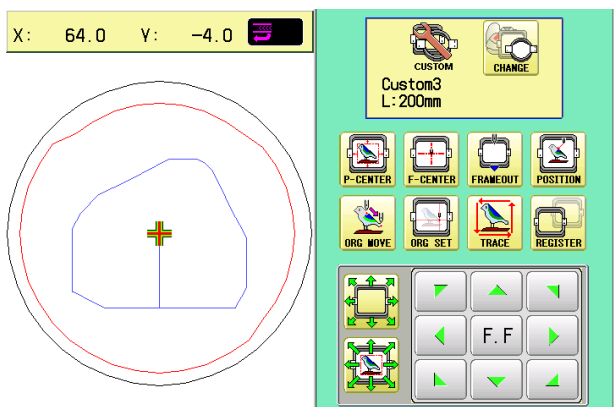 X: 64.0 Y: -4.0
CUSTOM
CHANGE
Custom3
L:200mm
P-CENTER
F-CENTER
FRAMEOUT
POSITION
ORG MOVE
ORG SET
TRACE
REGISTER
F.F